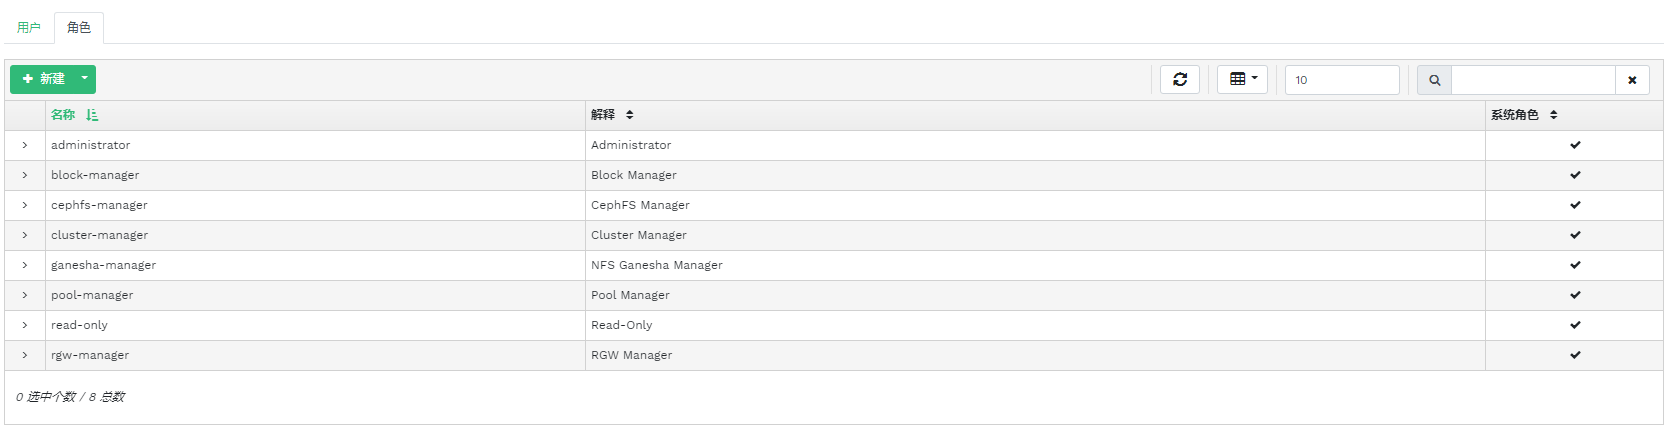 用户 角色
新建 10
名称 解释 系统角色
administrator Administrator
block-manager Block Manager
cephfs-manager CephFS Manager
cluster-manager Cluster Manager
ganesha-manager NFS Ganesha Manager
pool-manager Pool Manager
read-only Read-Only
rgw-manager RGW Manager
0 选中个数 / 8 总数